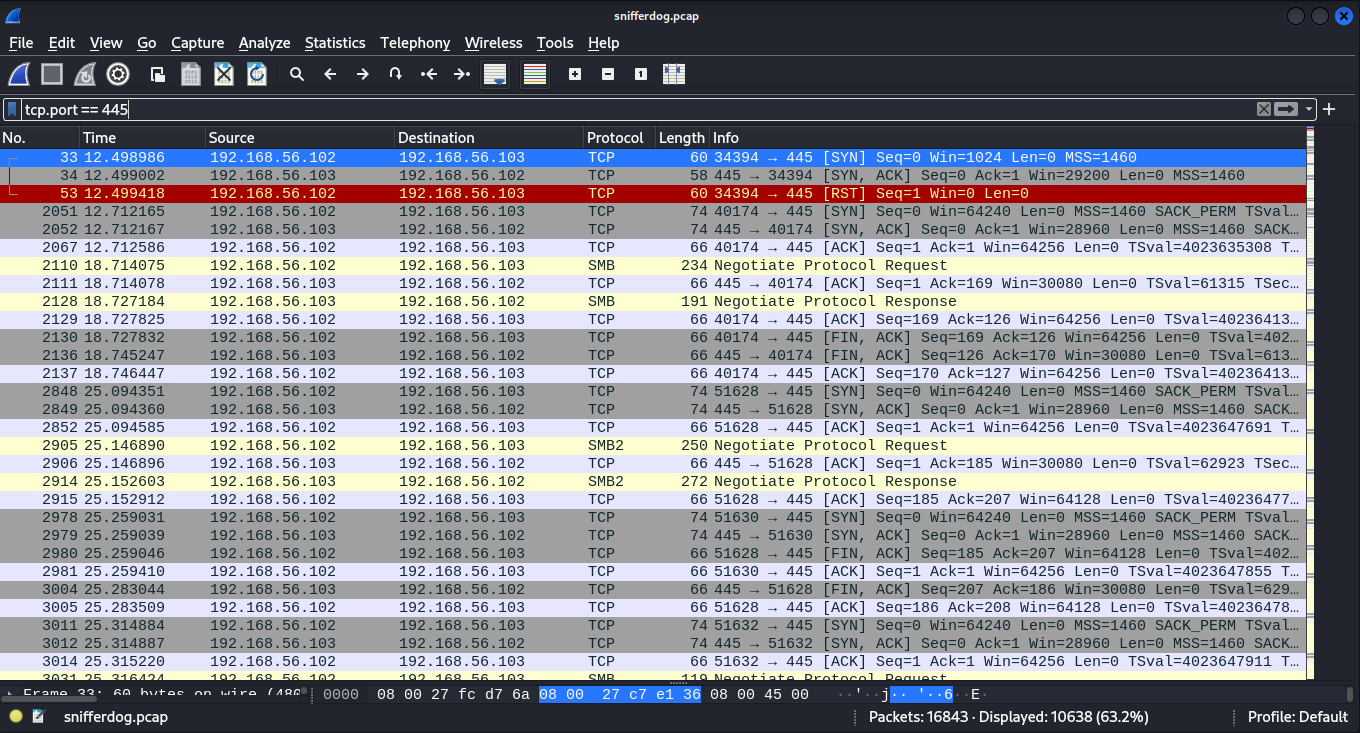 snifferdog.pcap
File Edit View Go Capture Analyze Statistics Telephony Wireless Tools Help
tcp.port == 445
No. Time Source Destination Protocol Length Info
33 12.498986 192.168.56.102 192.168.56.103 TCP 60 34394 → 445 [SYN] Seq=0 Win=1024 Len=0 MSS=1460
34 12.499002 192.168.56.103 192.168.56.102 TCP 58 445 → 34394 [SYN, ACK] Seq=0 Ack=1 Win=29200 Len=0 MSS=1460
53 12.499418 192.168.56.102 192.168.56.103 TCP 60 34394 → 445 [RST] Seq=1 Win=0 Len=0
2051 12.712165 192.168.56.102 192.168.56.103 TCP 74 40174 → 445 [SYN] Seq=0 Win=64240 Len=0 MSS=1460 SACK_PERM TSval…
2052 12.712167 192.168.56.103 192.168.56.102 TCP 74 445 → 40174 [SYN, ACK] Seq=0 Ack=1 Win=28960 Len=0 MSS=1460 SACK…
2067 12.712586 192.168.56.102 192.168.56.103 TCP 66 40174 → 445 [ACK] Seq=1 Ack=1 Win=64256 Len=0 TSval=4023635308 T…
2110 18.714075 192.168.56.102 192.168.56.103 SMB 234 Negotiate Protocol Request
2111 18.714078 192.168.56.103 192.168.56.102 TCP 66 445 → 40174 [ACK] Seq=1 Ack=169 Win=30080 Len=0 TSval=61315 TSec…
2128 18.727184 192.168.56.103 192.168.56.102 SMB 191 Negotiate Protocol Response
2129 18.727825 192.168.56.102 192.168.56.103 TCP 66 40174 → 445 [ACK] Seq=169 Ack=126 Win=64256 Len=0 TSval=40236413…
2130 18.727832 192.168.56.102 192.168.56.103 TCP 66 40174 → 445 [FIN, ACK] Seq=169 Ack=126 Win=64256 Len=0 TSval=402…
2136 18.745247 192.168.56.103 192.168.56.102 TCP 66 445 → 40174 [FIN, ACK] Seq=126 Ack=170 Win=30080 Len=0 TSval=613…
2137 18.746447 192.168.56.102 192.168.56.103 TCP 66 40174 → 445 [ACK] Seq=170 Ack=127 Win=64256 Len=0 TSval=40236413…
2848 25.094351 192.168.56.102 192.168.56.103 TCP 74 51628 → 445 [SYN] Seq=0 Win=64240 Len=0 MSS=1460 SACK_PERM TSval…
2849 25.094360 192.168.56.103 192.168.56.102 TCP 74 445 → 51628 [SYN, ACK] Seq=0 Ack=1 Win=28960 Len=0 MSS=1460 SACK…
2852 25.094585 192.168.56.102 192.168.56.103 TCP 66 51628 → 445 [ACK] Seq=1 Ack=1 Win=64256 Len=0 TSval=4023647691 T…
2905 25.146890 192.168.56.102 192.168.56.103 SMB2 250 Negotiate Protocol Request
2906 25.146896 192.168.56.103 192.168.56.102 TCP 66 445 → 51628 [ACK] Seq=1 Ack=185 Win=30080 Len=0 TSval=62923 TSec…
2914 25.152603 192.168.56.103 192.168.56.102 SMB2 272 Negotiate Protocol Response
2915 25.152912 192.168.56.102 192.168.56.103 TCP 66 51628 → 445 [ACK] Seq=185 Ack=207 Win=64128 Len=0 TSval=40236477…
2978 25.259031 192.168.56.102 192.168.56.103 TCP 74 51630 → 445 [SYN] Seq=0 Win=64240 Len=0 MSS=1460 SACK_PERM TSval…
2979 25.259039 192.168.56.103 192.168.56.102 TCP 74 445 → 51630 [SYN, ACK] Seq=0 Ack=1 Win=28960 Len=0 MSS=1460 SACK…
2980 25.259046 192.168.56.102 192.168.56.103 TCP 66 51628 → 445 [FIN, ACK] Seq=185 Ack=207 Win=64128 Len=0 TSval=402…
2981 25.259410 192.168.56.102 192.168.56.103 TCP 66 51630 → 445 [ACK] Seq=1 Ack=1 Win=64256 Len=0 TSval=4023647855 T…
3004 25.283044 192.168.56.103 192.168.56.102 TCP 66 445 → 51628 [FIN, ACK] Seq=207 Ack=186 Win=30080 Len=0 TSval=629…
3005 25.283509 192.168.56.102 192.168.56.103 TCP 66 51628 → 445 [ACK] Seq=186 Ack=208 Win=64128 Len=0 TSval=40236478…
3011 25.314884 192.168.56.102 192.168.56.103 TCP 74 51632 → 445 [SYN] Seq=0 Win=64240 Len=0 MSS=1460 SACK_PERM TSval…
3012 25.314887 192.168.56.103 192.168.56.102 TCP 74 445 → 51632 [SYN, ACK] Seq=0 Ack=1 Win=28960 Len=0 MSS=1460 SACK…
3014 25.315220 192.168.56.102 192.168.56.103 TCP 66 51632 → 445 [ACK] Seq=1 Ack=1 Win=64256 Len=0 TSval=4023647911 T…
3031 25.316424 192.168.56.102 192.168.56.103 SMB 119 Negotiate Protocol Request
Frame 33: 60 bytes on wire (480 0000 08 00 27 fc d7 6a 08 00 27 c7 e1 36 08 00 45 00 ··'··j·· '··6··E·
snifferdog.pcap Packets: 16843 · Displayed: 10638 (63.2%) Profile: Default